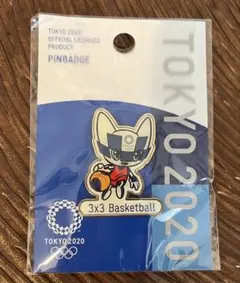 TOKYO 2020
OFFICIAL LICENSED
PRODUCT
PINBADGE
TOKYO 2020
3x3 Basketball
TOKYO 2020